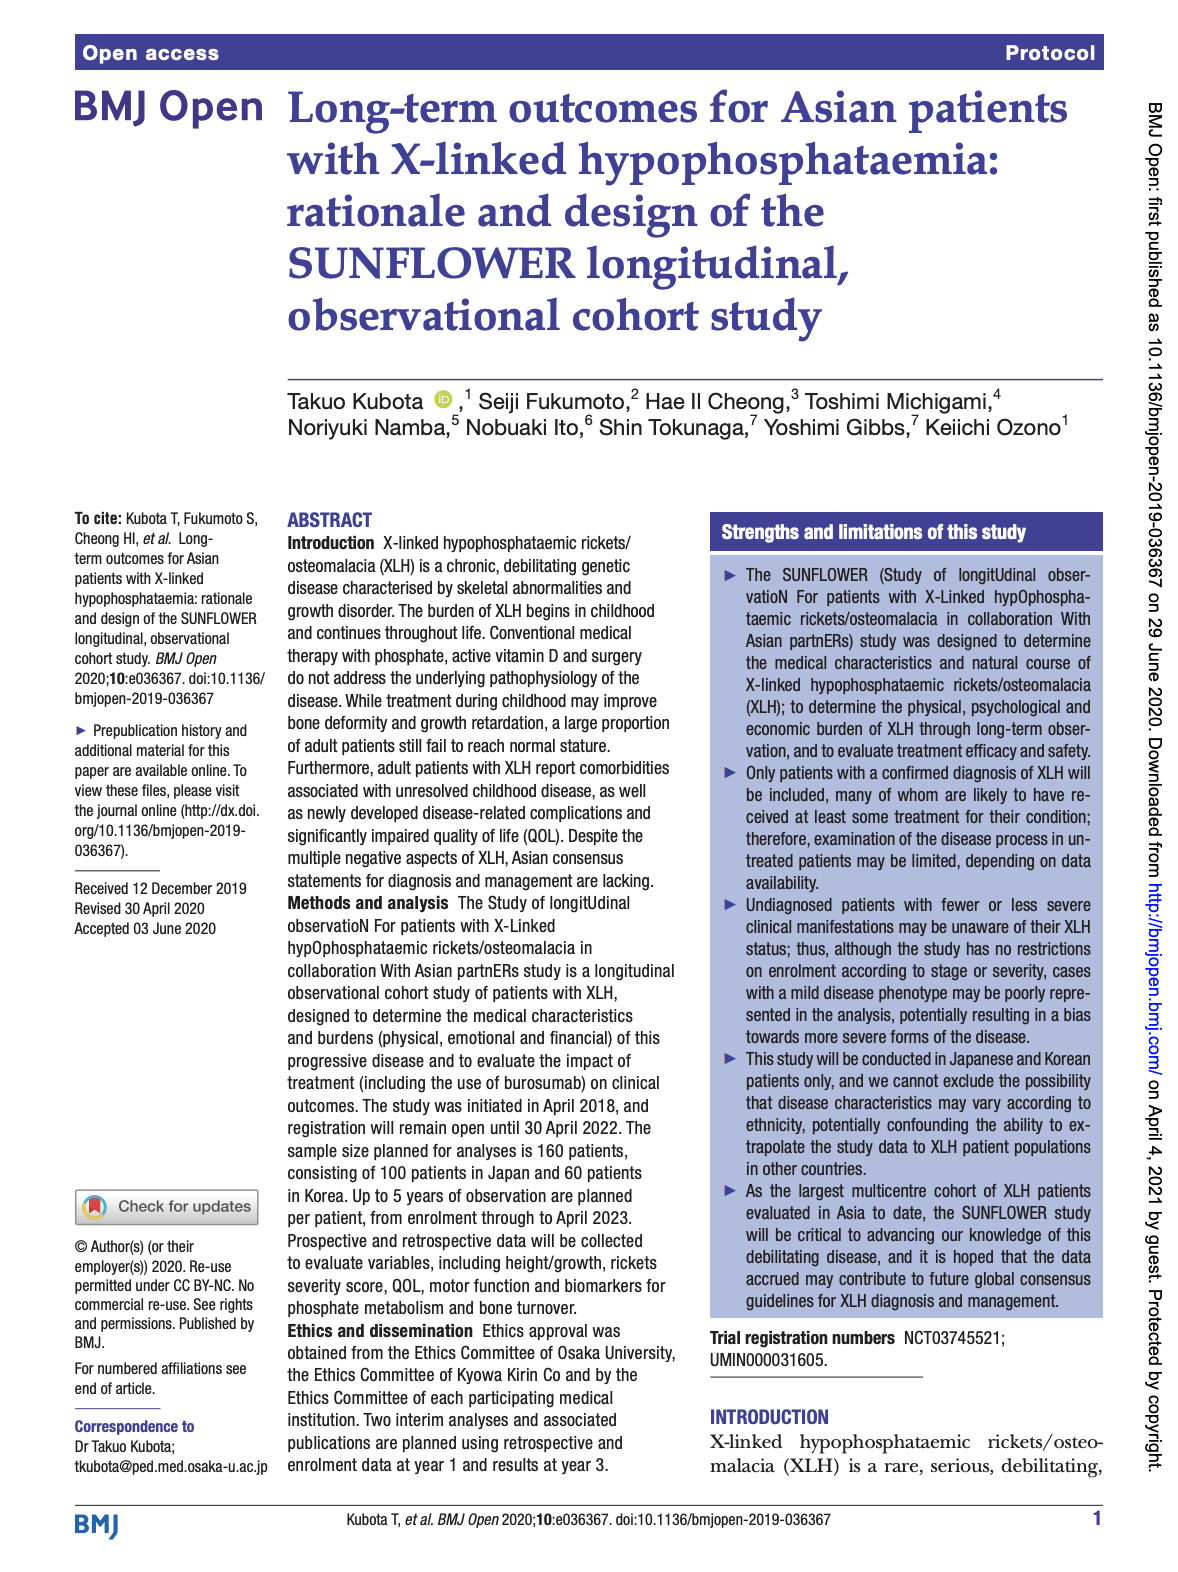 Open access
Protocol
BMJ Open
Long-term outcomes for Asian patients
with X-linked hypophosphataemia:
rationale and design of the
SUNFLOWER longitudinal,
observational cohort study
Takuo Kubota iD ,1 Seiji Fukumoto,2 Hae Il Cheong,3 Toshimi Michigami,4
Noriyuki Namba,5 Nobuaki Ito,6 Shin Tokunaga,7 Yoshimi Gibbs,7 Keiichi Ozono1
To cite: Kubota T, Fukumoto S,
Cheong HI, et al. Long-
term outcomes for Asian
patients with X-linked
hypophosphataemia: rationale
and design of the SUNFLOWER
longitudinal, observational
cohort study. BMJ Open
2020;10:e036367. doi:10.1136/
bmjopen-2019-036367
► Prepublication history and
additional material for this
paper are available online. To
view these files, please visit
the journal online (http://dx.doi.
org/10.1136/bmjopen-2019-
036367).
Received 12 December 2019
Revised 30 April 2020
Accepted 03 June 2020
Check for updates
© Author(s) (or their
employer(s)) 2020. Re-use
permitted under CC BY-NC. No
commercial re-use. See rights
and permissions. Published by
BMJ.
For numbered affiliations see
end of article.
Correspondence to
Dr Takuo Kubota;
tkubota@ped.med.osaka-u.ac.jp
ABSTRACT
Introduction X-linked hypophosphataemic rickets/
osteomalacia (XLH) is a chronic, debilitating genetic
disease characterised by skeletal abnormalities and
growth disorder. The burden of XLH begins in childhood
and continues throughout life. Conventional medical
therapy with phosphate, active vitamin D and surgery
do not address the underlying pathophysiology of the
disease. While treatment during childhood may improve
bone deformity and growth retardation, a large proportion
of adult patients still fail to reach normal stature.
Furthermore, adult patients with XLH report comorbidities
associated with unresolved childhood disease, as well
as newly developed disease-related complications and
significantly impaired quality of life (QOL). Despite the
multiple negative aspects of XLH, Asian consensus
statements for diagnosis and management are lacking.
Methods and analysis The Study of longitUdinal
observatioN For patients with X-Linked
hypOphosphataemic rickets/osteomalacia in
collaboration With Asian partnERs study is a longitudinal
observational cohort study of patients with XLH,
designed to determine the medical characteristics
and burdens (physical, emotional and financial) of this
progressive disease and to evaluate the impact of
treatment (including the use of burosumab) on clinical
outcomes. The study was initiated in April 2018, and
registration will remain open until 30 April 2022. The
sample size planned for analyses is 160 patients,
consisting of 100 patients in Japan and 60 patients
in Korea. Up to 5 years of observation are planned
per patient, from enrolment through to April 2023.
Prospective and retrospective data will be collected
to evaluate variables, including height/growth, rickets
severity score, QOL, motor function and biomarkers for
phosphate metabolism and bone turnover.
Ethics and dissemination Ethics approval was
obtained from the Ethics Committee of Osaka University,
the Ethics Committee of Kyowa Kirin Co and by the
Ethics Committee of each participating medical
institution. Two interim analyses and associated
publications are planned using retrospective and
enrolment data at year 1 and results at year 3.
Strengths and limitations of this study
► The SUNFLOWER (Study of longitUdinal obser-
vatioN For patients with X-Linked hypOphospha-
taemic rickets/osteomalacia in collaboration With
Asian partnERs) study was designed to determine
the medical characteristics and natural course of
X-linked hypophosphataemic rickets/osteomalacia
(XLH); to determine the physical, psychological and
economic burden of XLH through long-term obser-
vation, and to evaluate treatment efficacy and safety.
► Only patients with a confirmed diagnosis of XLH will
be included, many of whom are likely to have re-
ceived at least some treatment for their condition;
therefore, examination of the disease process in un-
treated patients may be limited, depending on data
availability.
► Undiagnosed patients with fewer or less severe
clinical manifestations may be unaware of their XLH
status; thus, although the study has no restrictions
on enrolment according to stage or severity, cases
with a mild disease phenotype may be poorly repre-
sented in the analysis, potentially resulting in a bias
towards more severe forms of the disease.
► This study will be conducted in Japanese and Korean
patients only, and we cannot exclude the possibility
that disease characteristics may vary according to
ethnicity, potentially confounding the ability to ex-
trapolate the study data to XLH patient populations
in other countries.
► As the largest multicentre cohort of XLH patients
evaluated in Asia to date, the SUNFLOWER study
will be critical to advancing our knowledge of this
debilitating disease, and it is hoped that the data
accrued may contribute to future global consensus
guidelines for XLH diagnosis and management.
Trial registration numbers NCT03745521;
UMIN000031605.
INTRODUCTION
X-linked hypophosphataemic rickets/osteo-
malacia (XLH) is a rare, serious, debilitating,
BMJ
Kubota T, et al. BMJ Open 2020;10:e036367. doi:10.1136/bmjopen-2019-036367
1
BMJ Open: first published as 10.1136/bmjopen-2019-036367 on 29 June 2020. Downloaded from http://bmjopen.bmj.com/ on April 4, 2021 by guest. Protected by copyright.